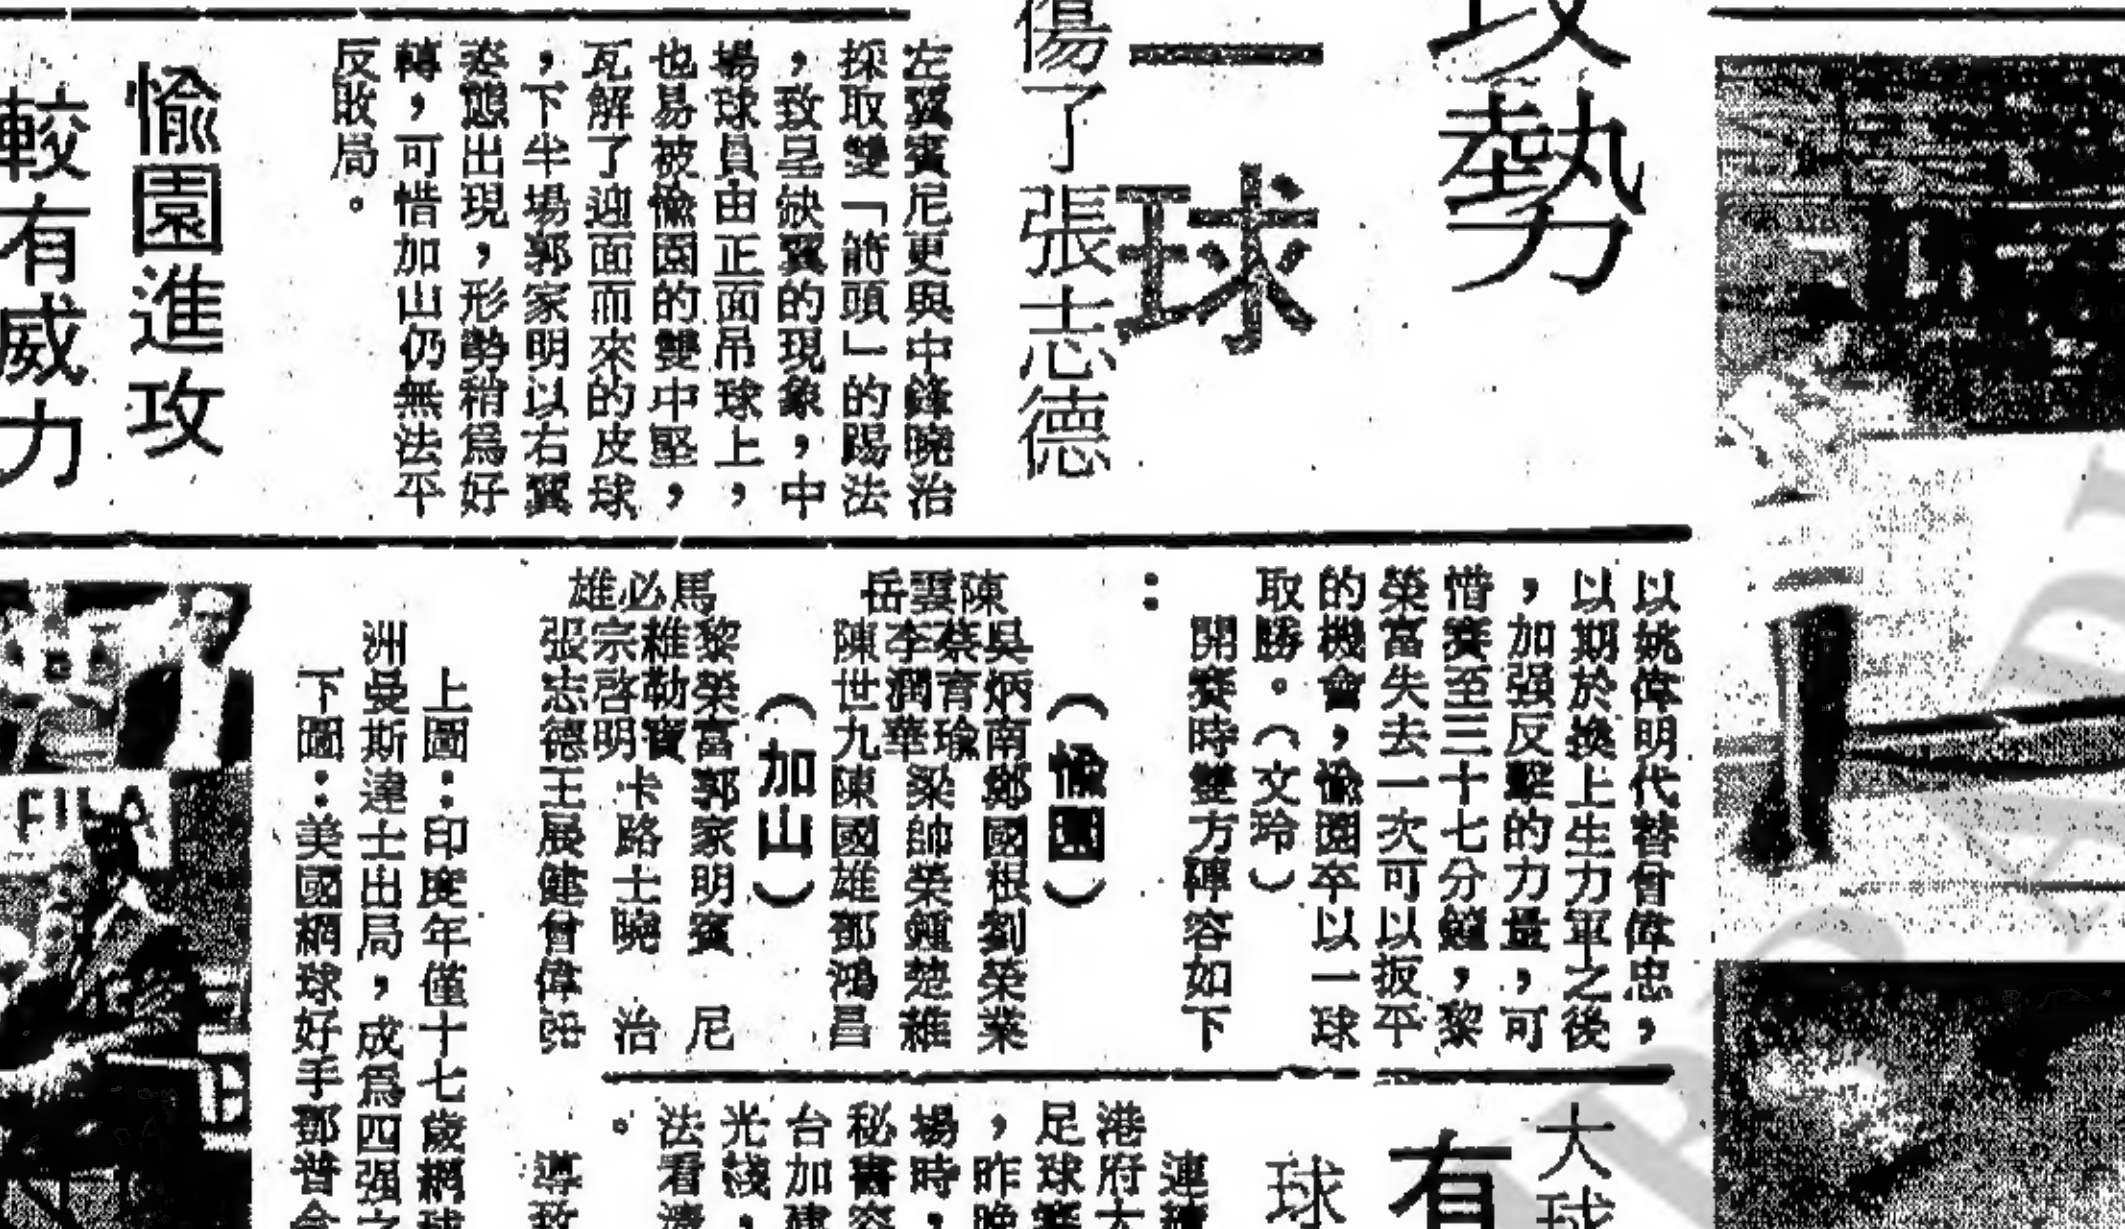 攻勢
一球
傷了張志德
左翼賓尼更與中鋒曉治
採取雙「箭頭」的踢法
，致呈缺翼的現象，中
場球員由正面吊球上，
也易被愉園的雙中堅，
瓦解了迎面而來的皮球
，下半場郭家明以右翼
姿態出現，形勢稍爲好
轉，可惜加山仍無法平
反敗局。
愉園進攻
較有威力
以姚偉明代替曾偉忠，
以期於換上生力軍之後
，加强反擊的力量，可
惜賽至三十七分鐘，黎
榮富失去一次可以扳平
的機會，愉園卒以一球
取勝。（文玲）
開賽時雙方陣容如下
：
（愉園）
陳吳炳南鄭國根劉榮業
雲蔡育瑜
李潤華梁帥榮鍾楚維
岳陳世九陳國雄鄧鴻昌
（加山）
馬黎榮富郭家明賓尼
必維勒寶
宗啓明卡路士曉治
雄張志德王展健曾偉
上圖：印度年僅十七歲網球
洲曼斯達士出局，成爲四强之
下圖：美國網球好手鄧普
大球
有
球
連
港府大
足球
，昨晚
場時，
秘書容
台加建
光綫，
法看清
。
導致
FILA